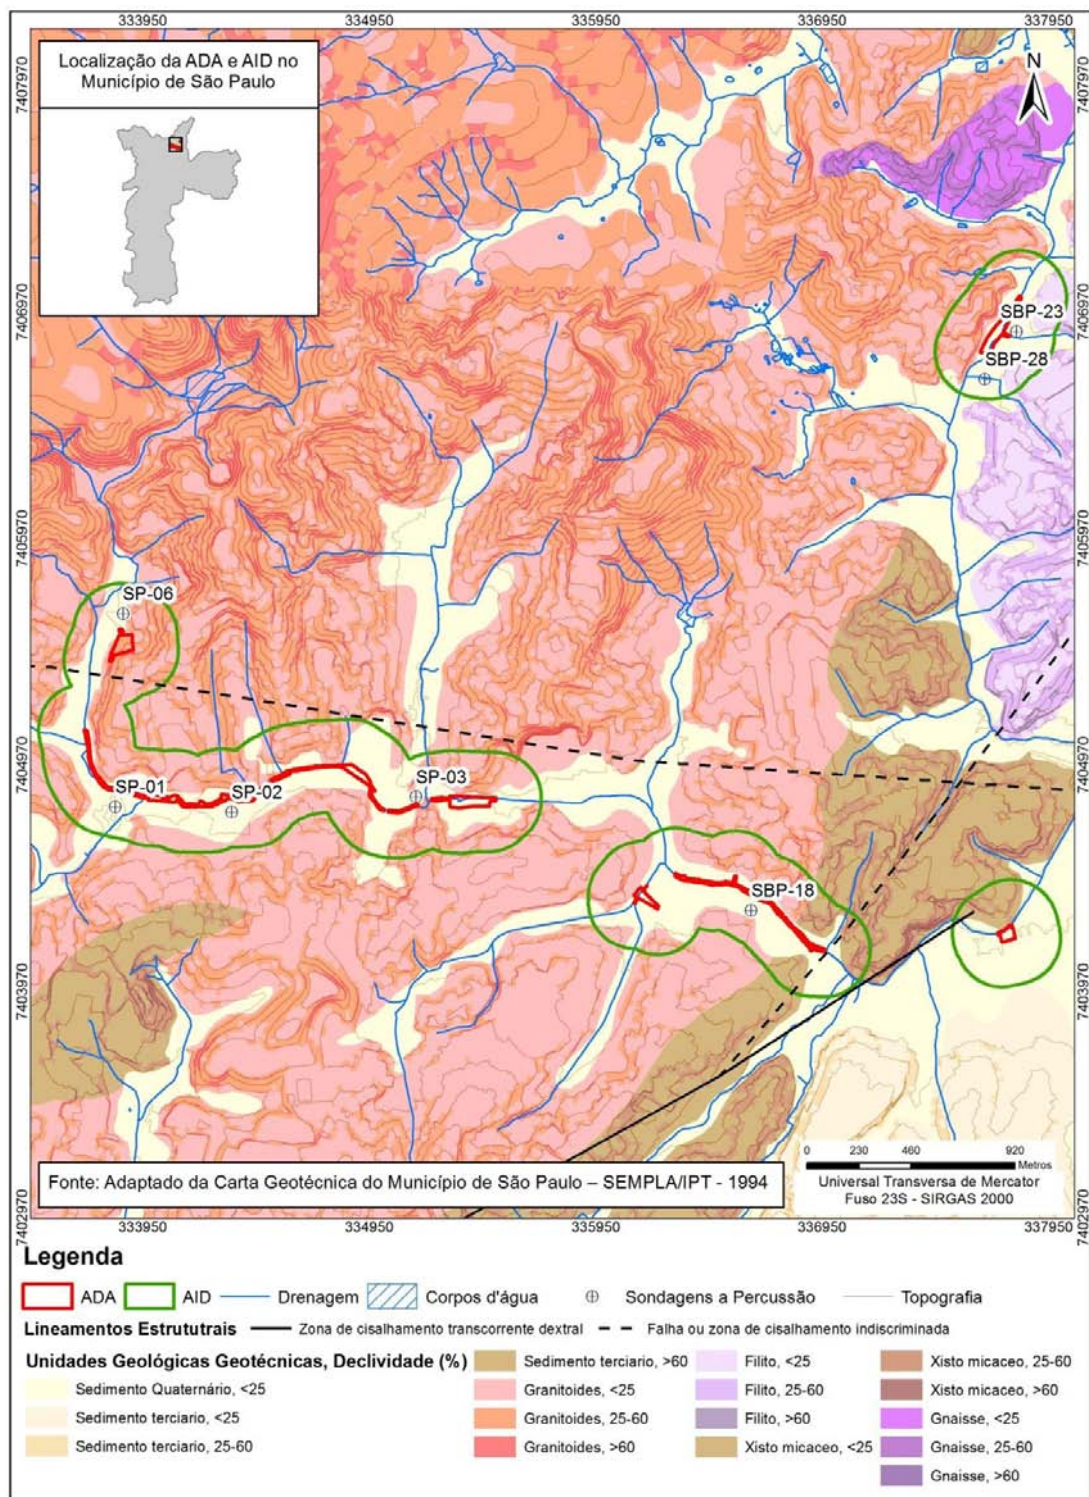 333950 334950 335950 336950 337950
Localização da ADA e AID no
Município de São Paulo
N
7407970
7407970
7406970
7406970
SBP-23
SBP-28
7405970
7405970
SP-06
7404970
7404970
SP-01
SP-02
SP-03
SBP-18
7403970
7403970
0 230 460 920
Metros
Universal Transversa de Mercator
Fuso 23S - SIRGAS 2000
Fonte: Adaptado da Carta Geotécnica do Município de São Paulo – SEMPLA/IPT - 1994
7402970
7402970
333950 334950 335950 336950 337950
Legenda
ADA AID Drenagem Corpos d'água Sondagens a Percussão Topografia
Lineamentos Estrututrais Zona de cisalhamento transcorrente dextral Falha ou zona de cisalhamento indiscriminada
Unidades Geológicas Geotécnicas, Declividade (%)
Sedimento Quaternário, <25
Sedimento terciario, <25
Sedimento terciario, 25-60
Sedimento terciario, >60
Granitoides, <25
Granitoides, 25-60
Granitoides, >60
Filito, <25
Filito, 25-60
Filito, >60
Xisto micaceo, <25
Xisto micaceo, 25-60
Xisto micaceo, >60
Gnaisse, <25
Gnaisse, 25-60
Gnaisse, >60